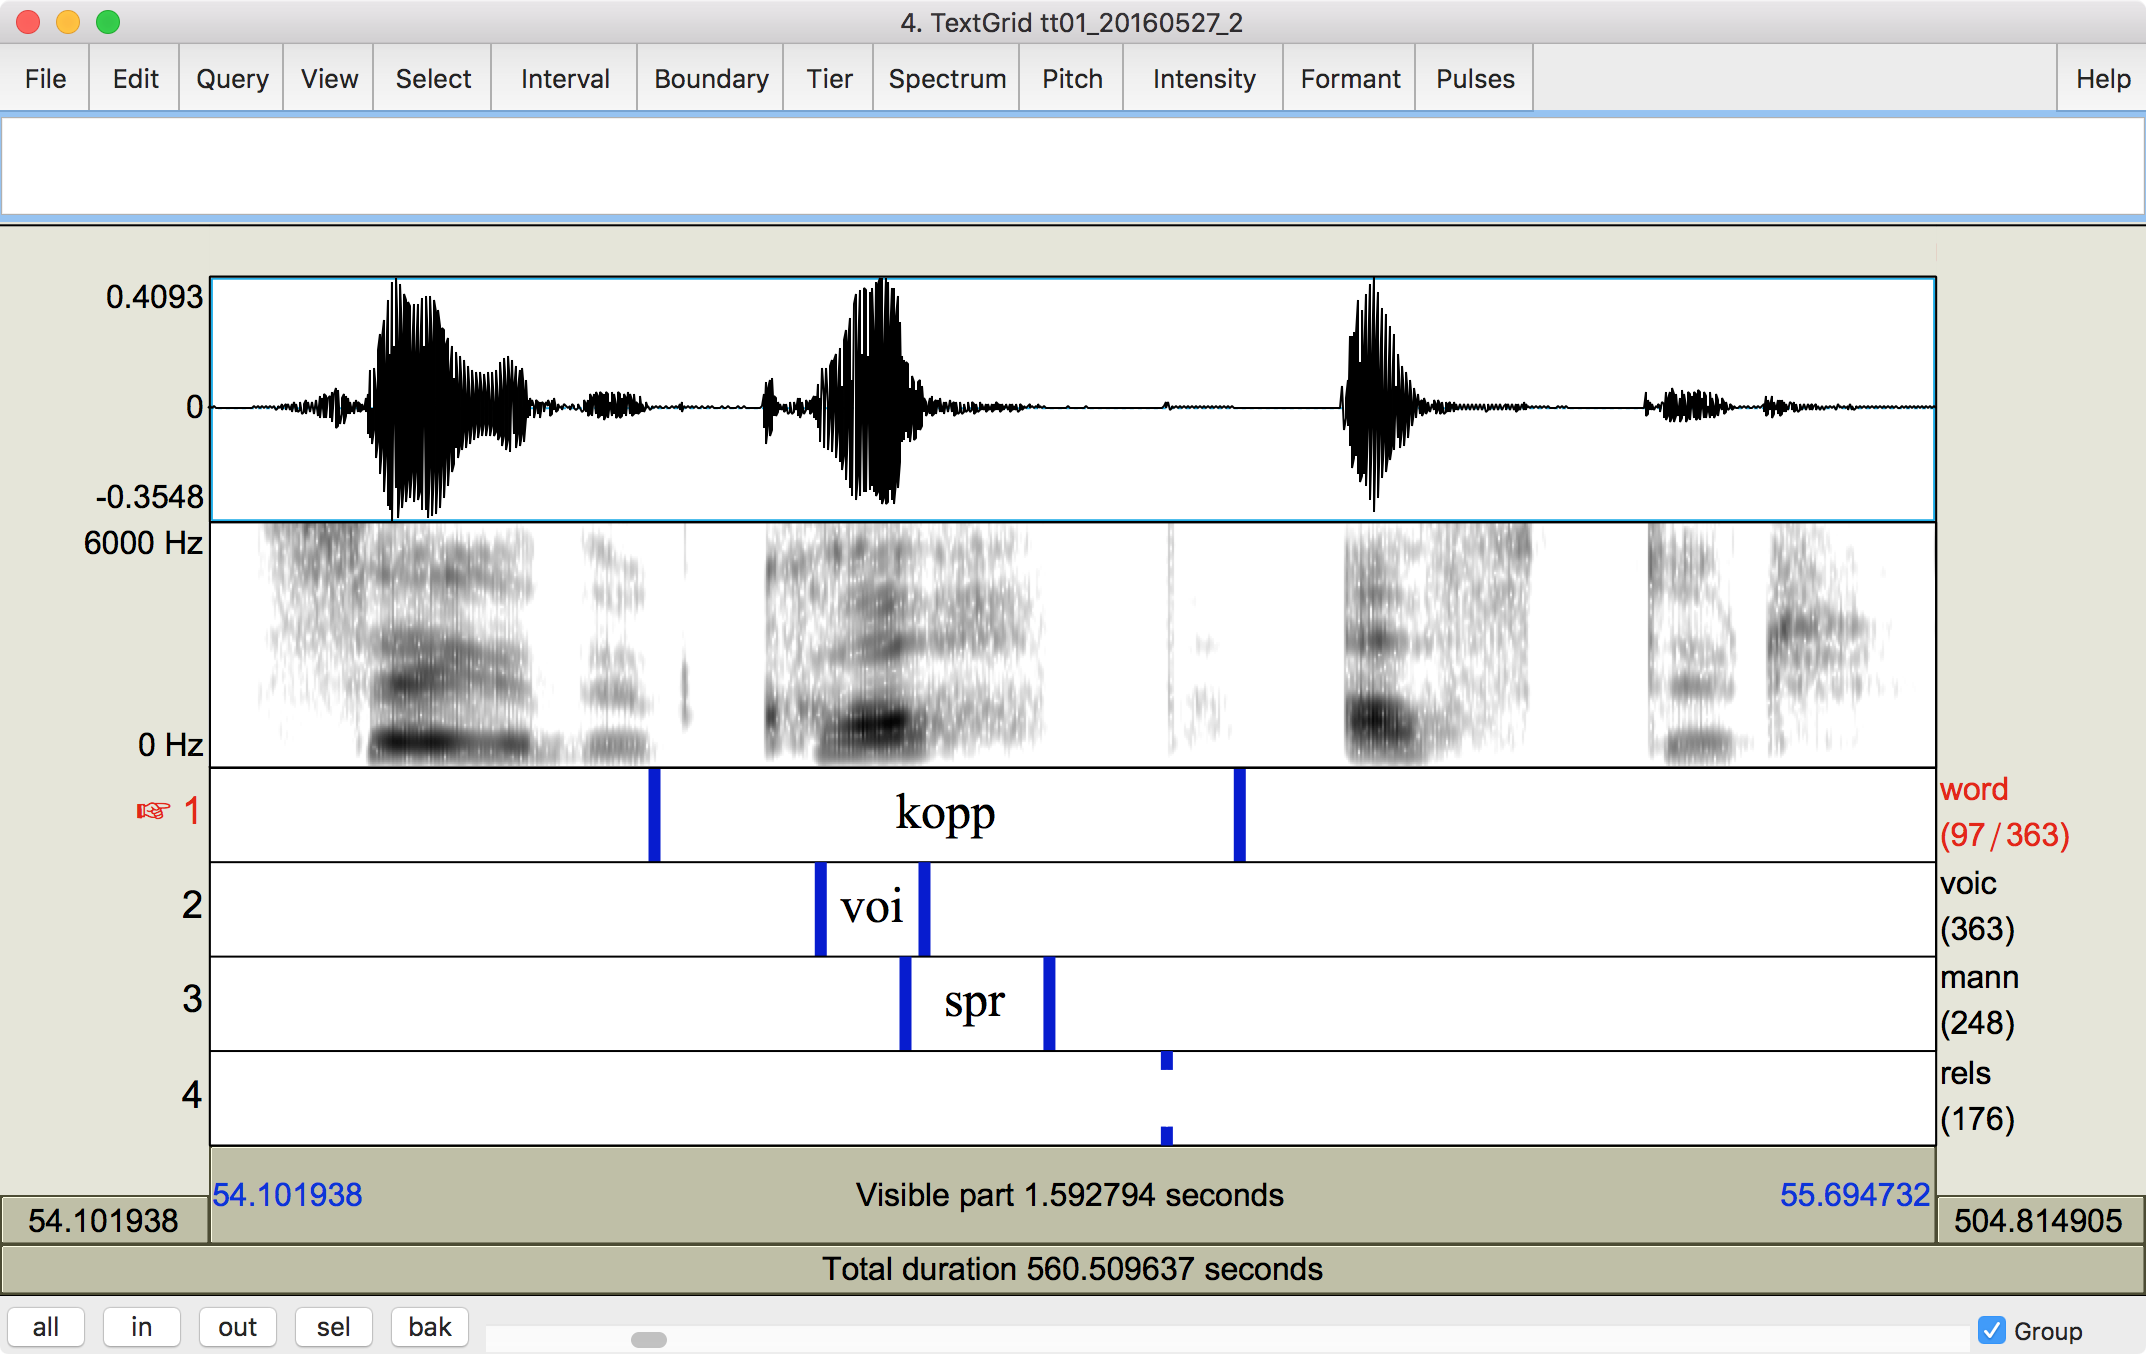 4. TextGrid tt01_20160527_2
File Edit Query View Select Interval Boundary Tier Spectrum Pitch Intensity Formant Pulses Help
0.4093
0
-0.3548
6000 Hz
0 Hz
☞ 1 kopp word
(97/363)
2 voi voic
(363)
3 spr mann
(248)
4 rels
(176)
54.101938 Visible part 1.592794 seconds 55.694732
54.101938 504.814905
Total duration 560.509637 seconds
all in out sel bak Group